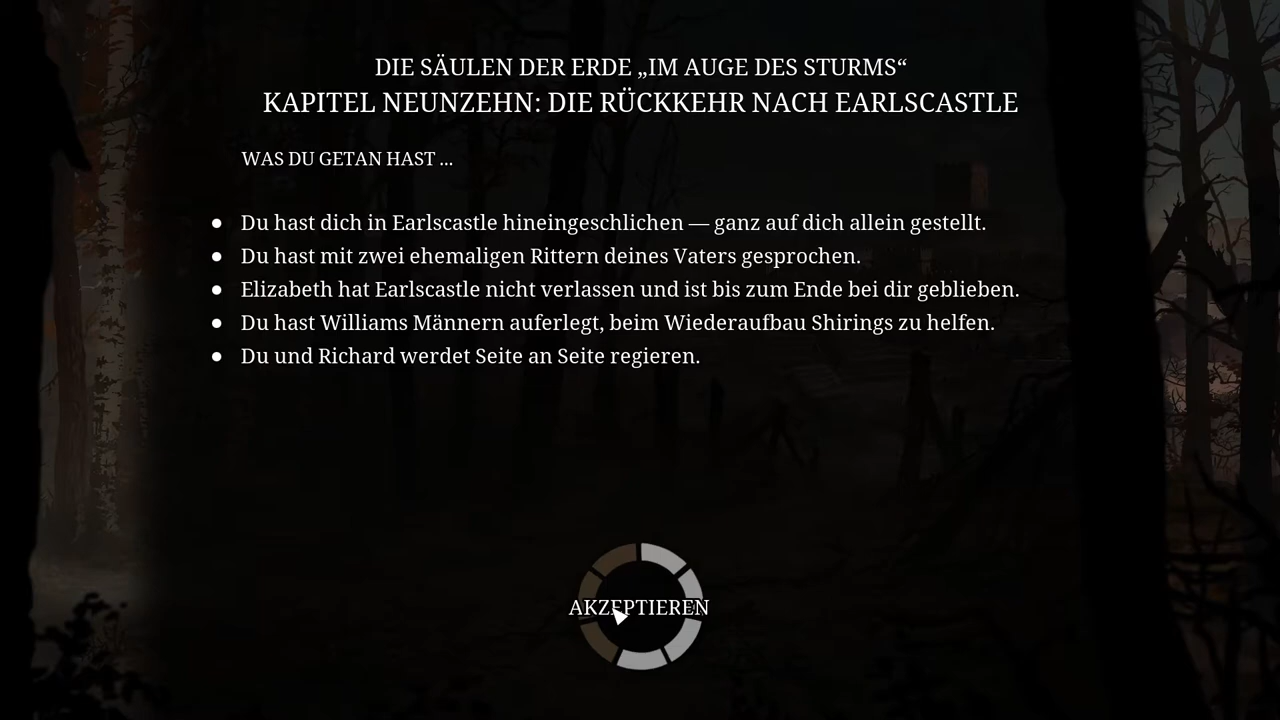 DIE SÄULEN DER ERDE „IM AUGE DES STURMS“
KAPITEL NEUNZEHN: DIE RÜCKKEHR NACH EARLSCASTLE
WAS DU GETAN HAST ...
● Du hast dich in Earlscastle hineingeschlichen — ganz auf dich allein gestellt.
● Du hast mit zwei ehemaligen Rittern deines Vaters gesprochen.
● Elizabeth hat Earlscastle nicht verlassen und ist bis zum Ende bei dir geblieben.
● Du hast Williams Männern auferlegt, beim Wiederaufbau Shirings zu helfen.
● Du und Richard werdet Seite an Seite regieren.
AKZEPTIEREN